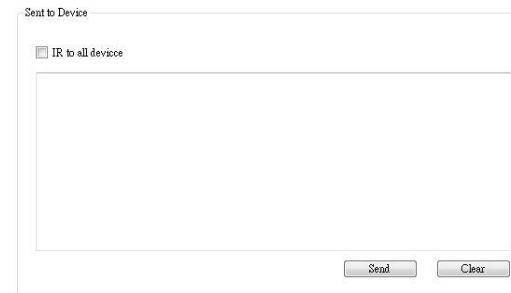 Sent to Device
IR to all devicce
Send
Clear